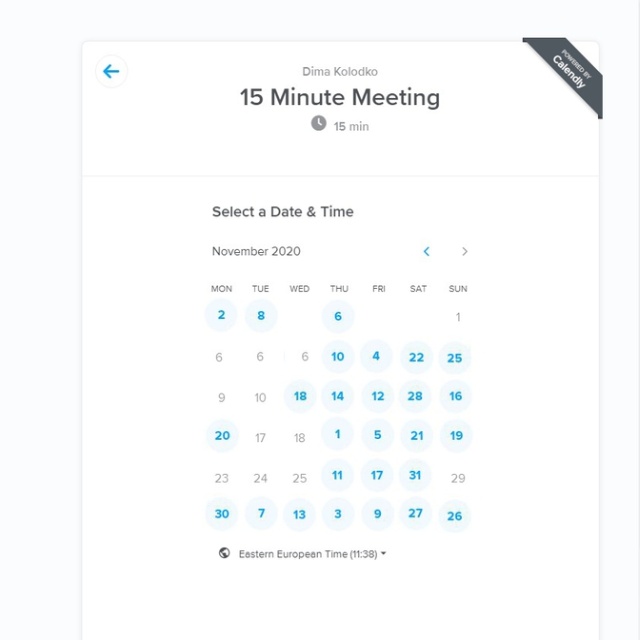 POWERED BY
Calendly
Dima Kolodko
15 Minute Meeting
15 min
Select a Date & Time
November 2020
MON TUE WED THU FRI SAT SUN
2 8 6 1
6 6 6 10 4 22 25
9 10 18 14 12 28 16
20 17 18 1 5 21 19
23 24 25 11 17 31 29
30 7 13 3 9 27 26
Eastern European Time (11:38)